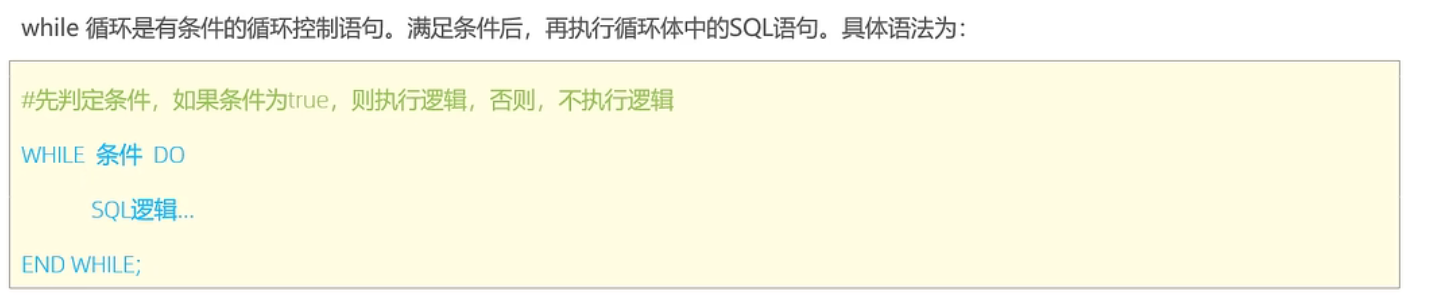 while 循环是有条件的循环控制语句。满足条件后，再执行循环体中的SQL语句。具体语法为：
#先判定条件，如果条件为true，则执行逻辑，否则，不执行逻辑
WHILE 条件 DO
SQL逻辑...
END WHILE;